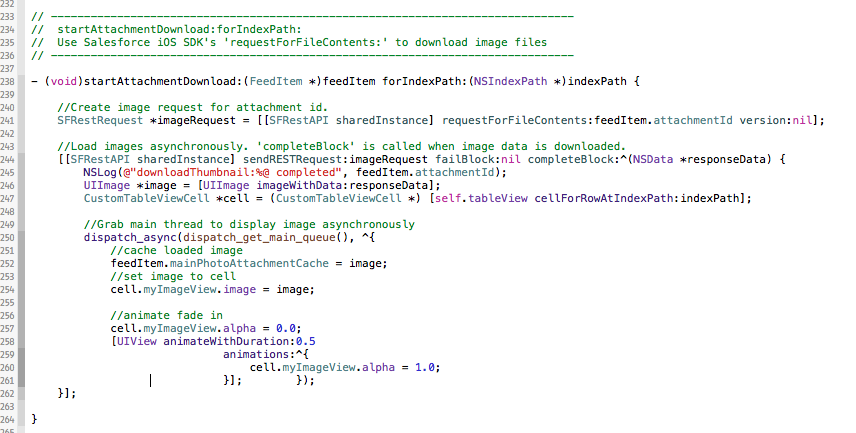 232
233 // ------------------------------------------------------------------------------
234 //  startAttachmentDownload:forIndexPath:
235 //  Use Salesforce iOS SDK's 'requestForFileContents:' to download image files
236 // ------------------------------------------------------------------------------
237
238 - (void)startAttachmentDownload:(FeedItem *)feedItem forIndexPath:(NSIndexPath *)indexPath {
239
240     //Create image request for attachment id.
241     SFRestRequest *imageRequest = [[SFRestAPI sharedInstance] requestForFileContents:feedItem.attachmentId version:nil];
242
243     //Load images asynchronously. 'completeBlock' is called when image data is downloaded.
244     [[SFRestAPI sharedInstance] sendRESTRequest:imageRequest failBlock:nil completeBlock:^(NSData *responseData) {
245         NSLog(@"downloadThumbnail:%@ completed", feedItem.attachmentId);
246         UIImage *image = [UIImage imageWithData:responseData];
247         CustomTableViewCell *cell = (CustomTableViewCell *) [self.tableView cellForRowAtIndexPath:indexPath];
248
249         //Grab main thread to display image asynchronously
250         dispatch_async(dispatch_get_main_queue(), ^{
251             //cache loaded image
252             feedItem.mainPhotoAttachmentCache = image;
253             //set image to cell
254             cell.myImageView.image = image;
255
256             //animate fade in
257             cell.myImageView.alpha = 0.0;
258             [UIView animateWithDuration:0.5
259                              animations:^{
260                                  cell.myImageView.alpha = 1.0;
261                              }];        });
262     }];
263
264 }
265